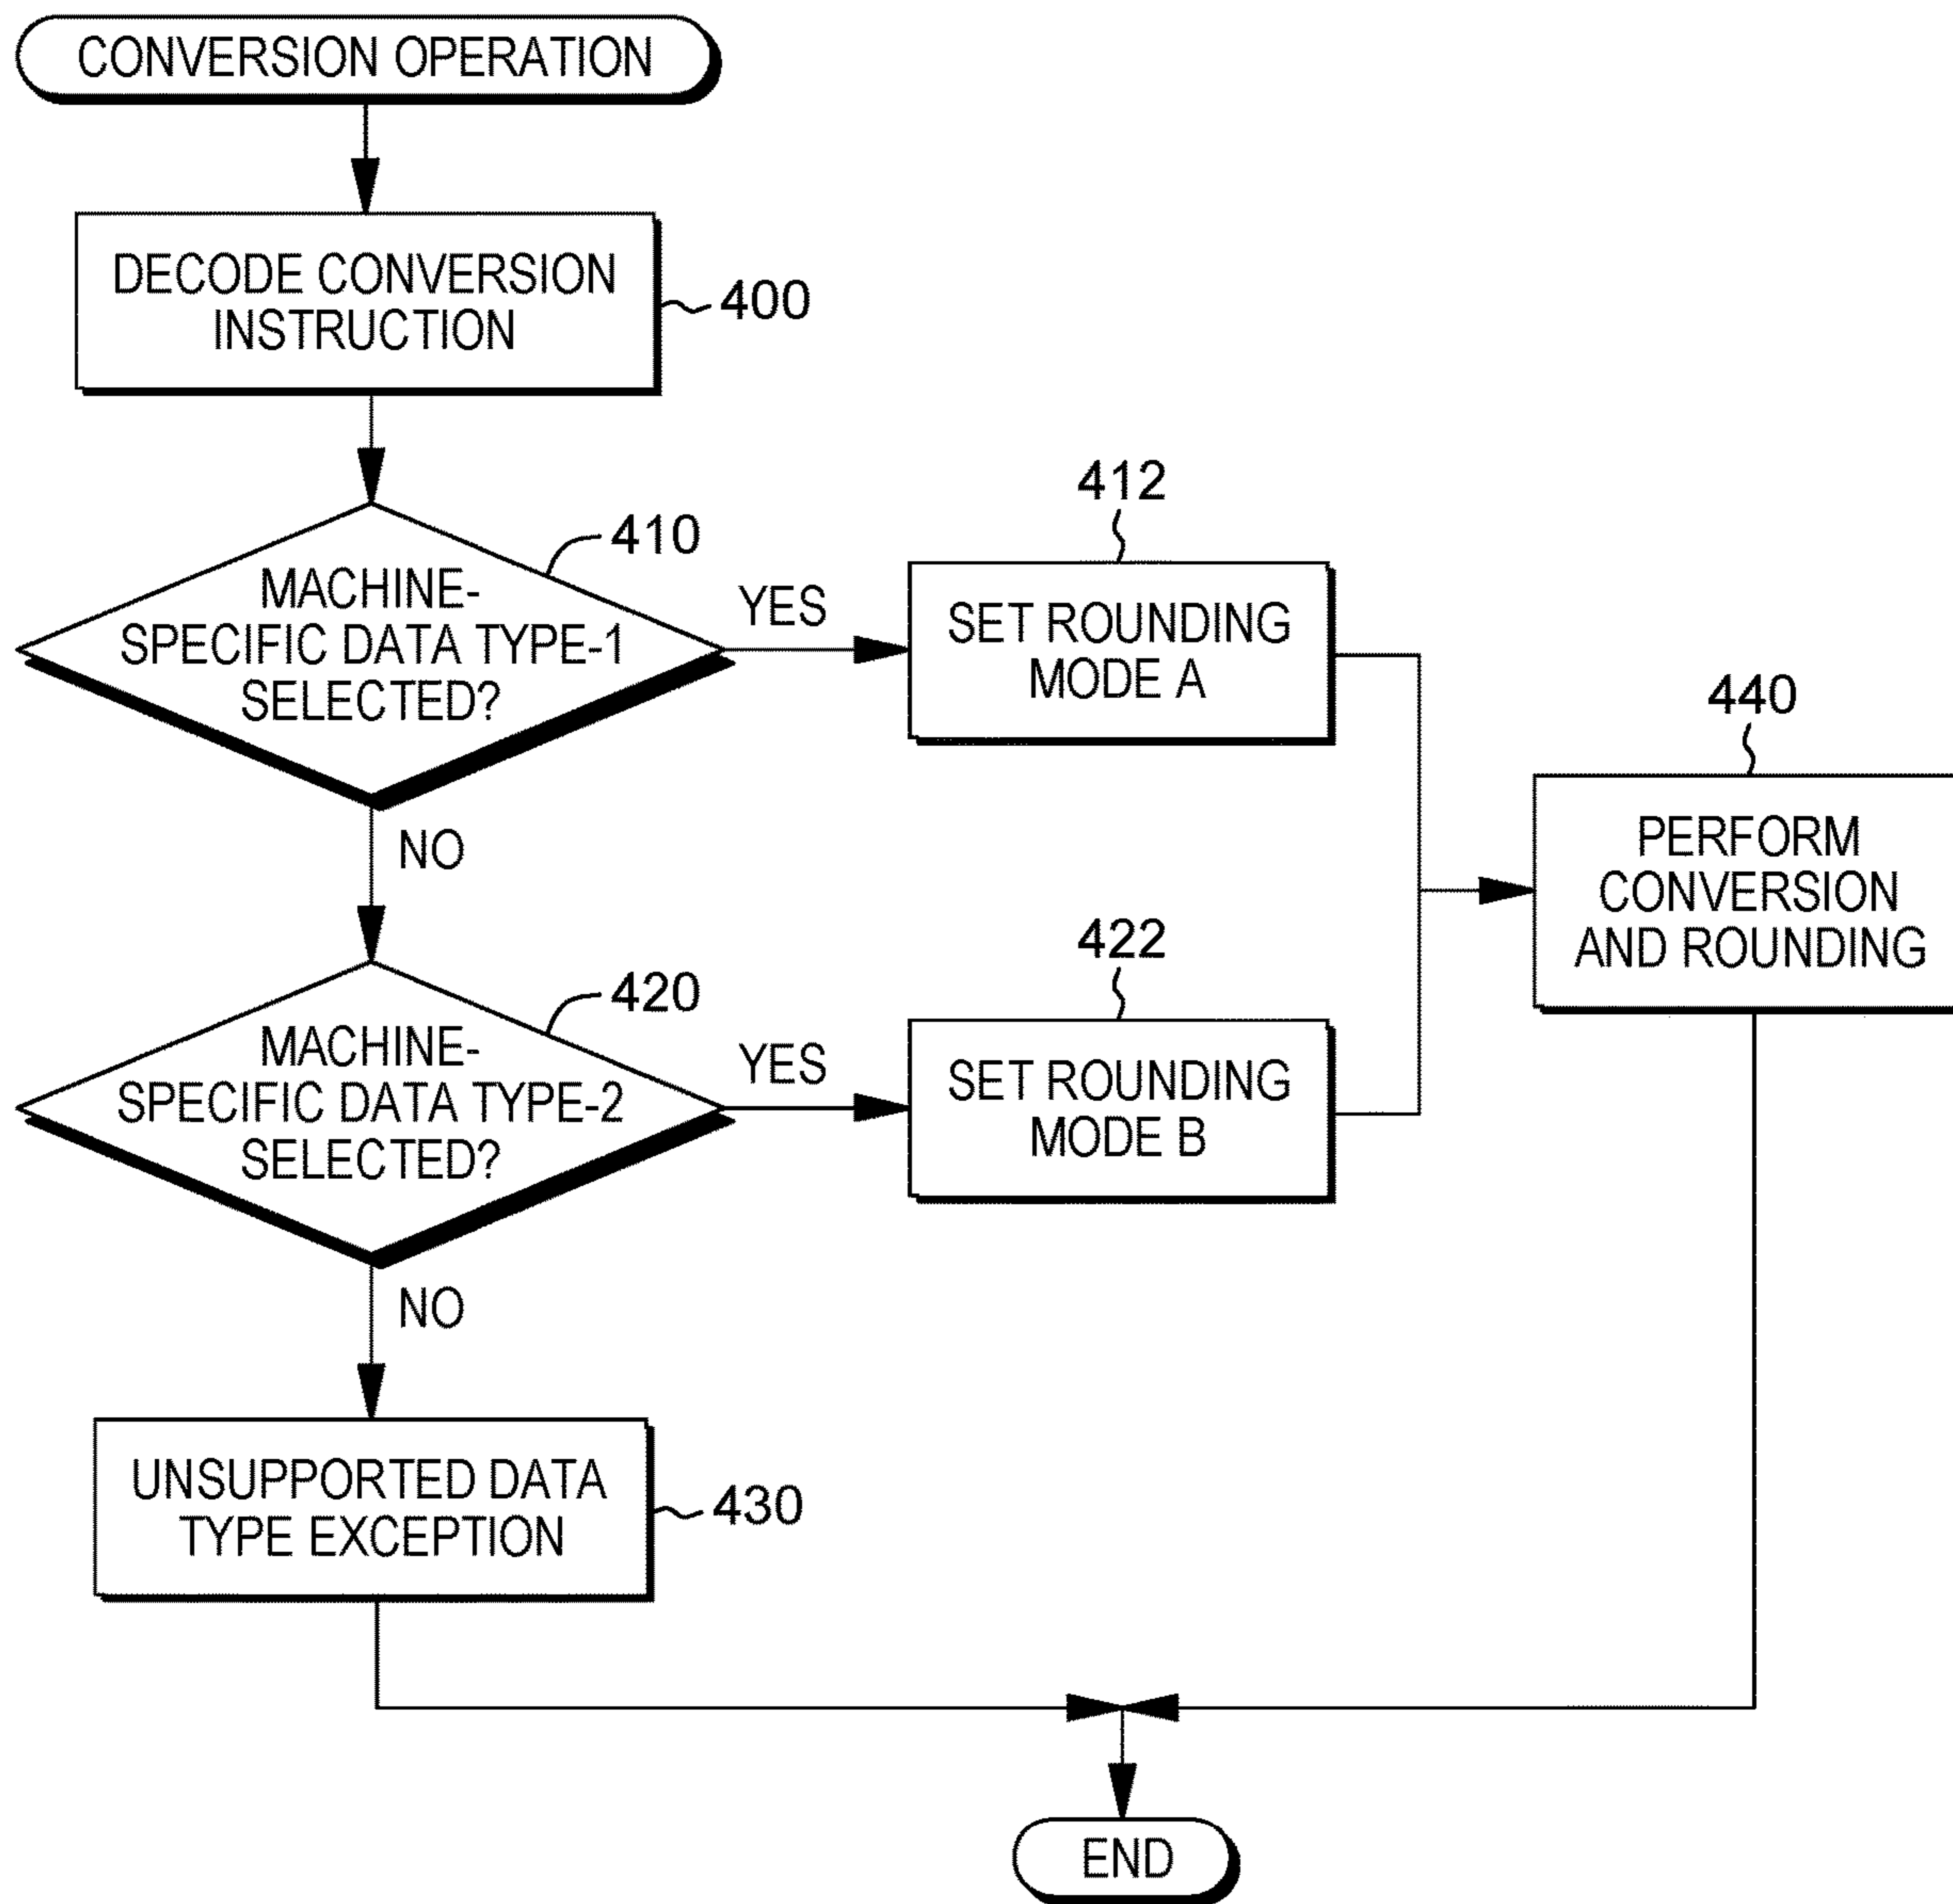 CONVERSION OPERATION
DECODE CONVERSION
INSTRUCTION
400
410
MACHINE-
SPECIFIC DATA TYPE-1
SELECTED?
YES
NO
412
SET ROUNDING
MODE A
420
MACHINE-
SPECIFIC DATA TYPE-2
SELECTED?
YES
NO
422
SET ROUNDING
MODE B
440
PERFORM
CONVERSION
AND ROUNDING
UNSUPPORTED DATA
TYPE EXCEPTION
430
END